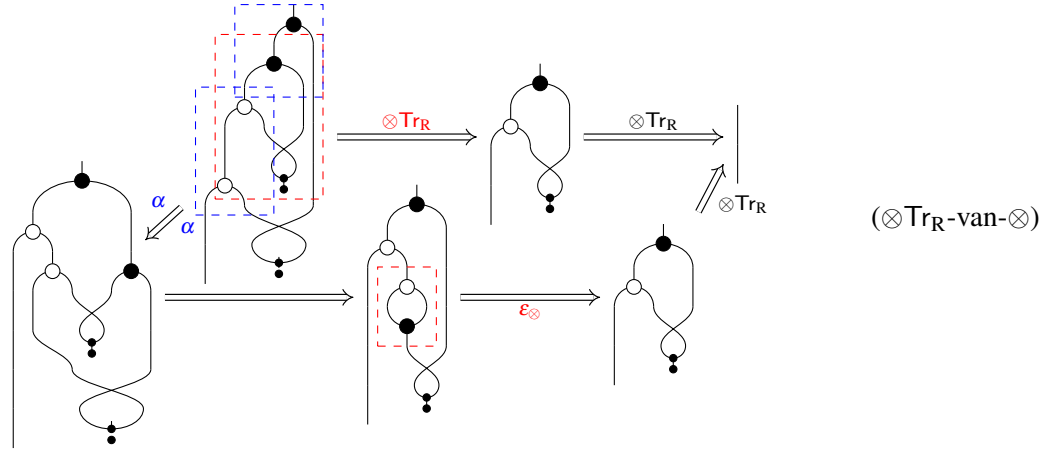 ⊗Tr_R
⊗Tr_R
α
α
⊗Tr_R
(⊗Tr_R-van-⊗)
ε_⊗